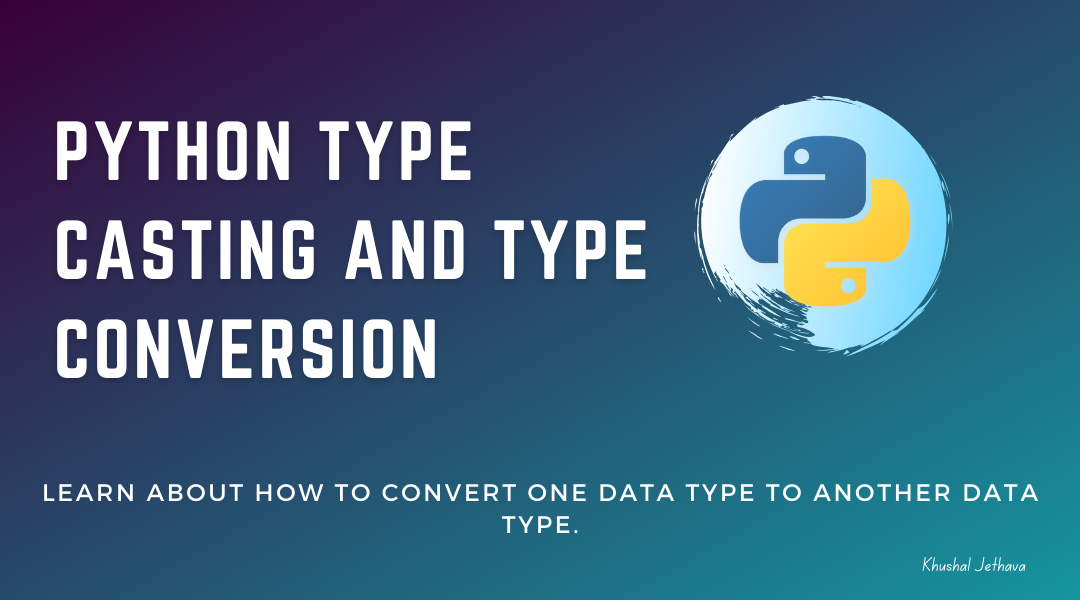 PYTHON TYPE
CASTING AND TYPE
CONVERSION
LEARN ABOUT HOW TO CONVERT ONE DATA TYPE TO ANOTHER DATA
TYPE.
Khushal Jethava